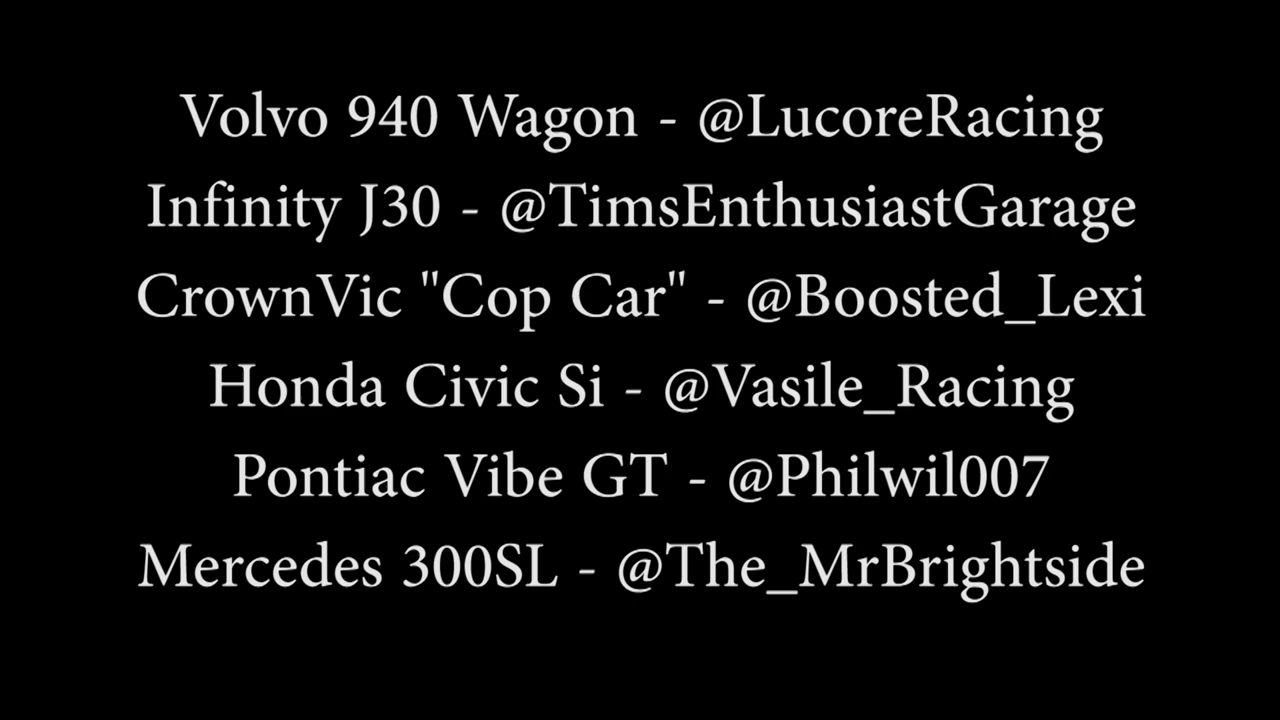 Volvo 940 Wagon - @LucoreRacing
Infinity J30 - @TimsEnthusiastGarage
CrownVic "Cop Car" - @Boosted_Lexi
Honda Civic Si - @Vasile_Racing
Pontiac Vibe GT - @Philwil007
Mercedes 300SL - @The_MrBrightside